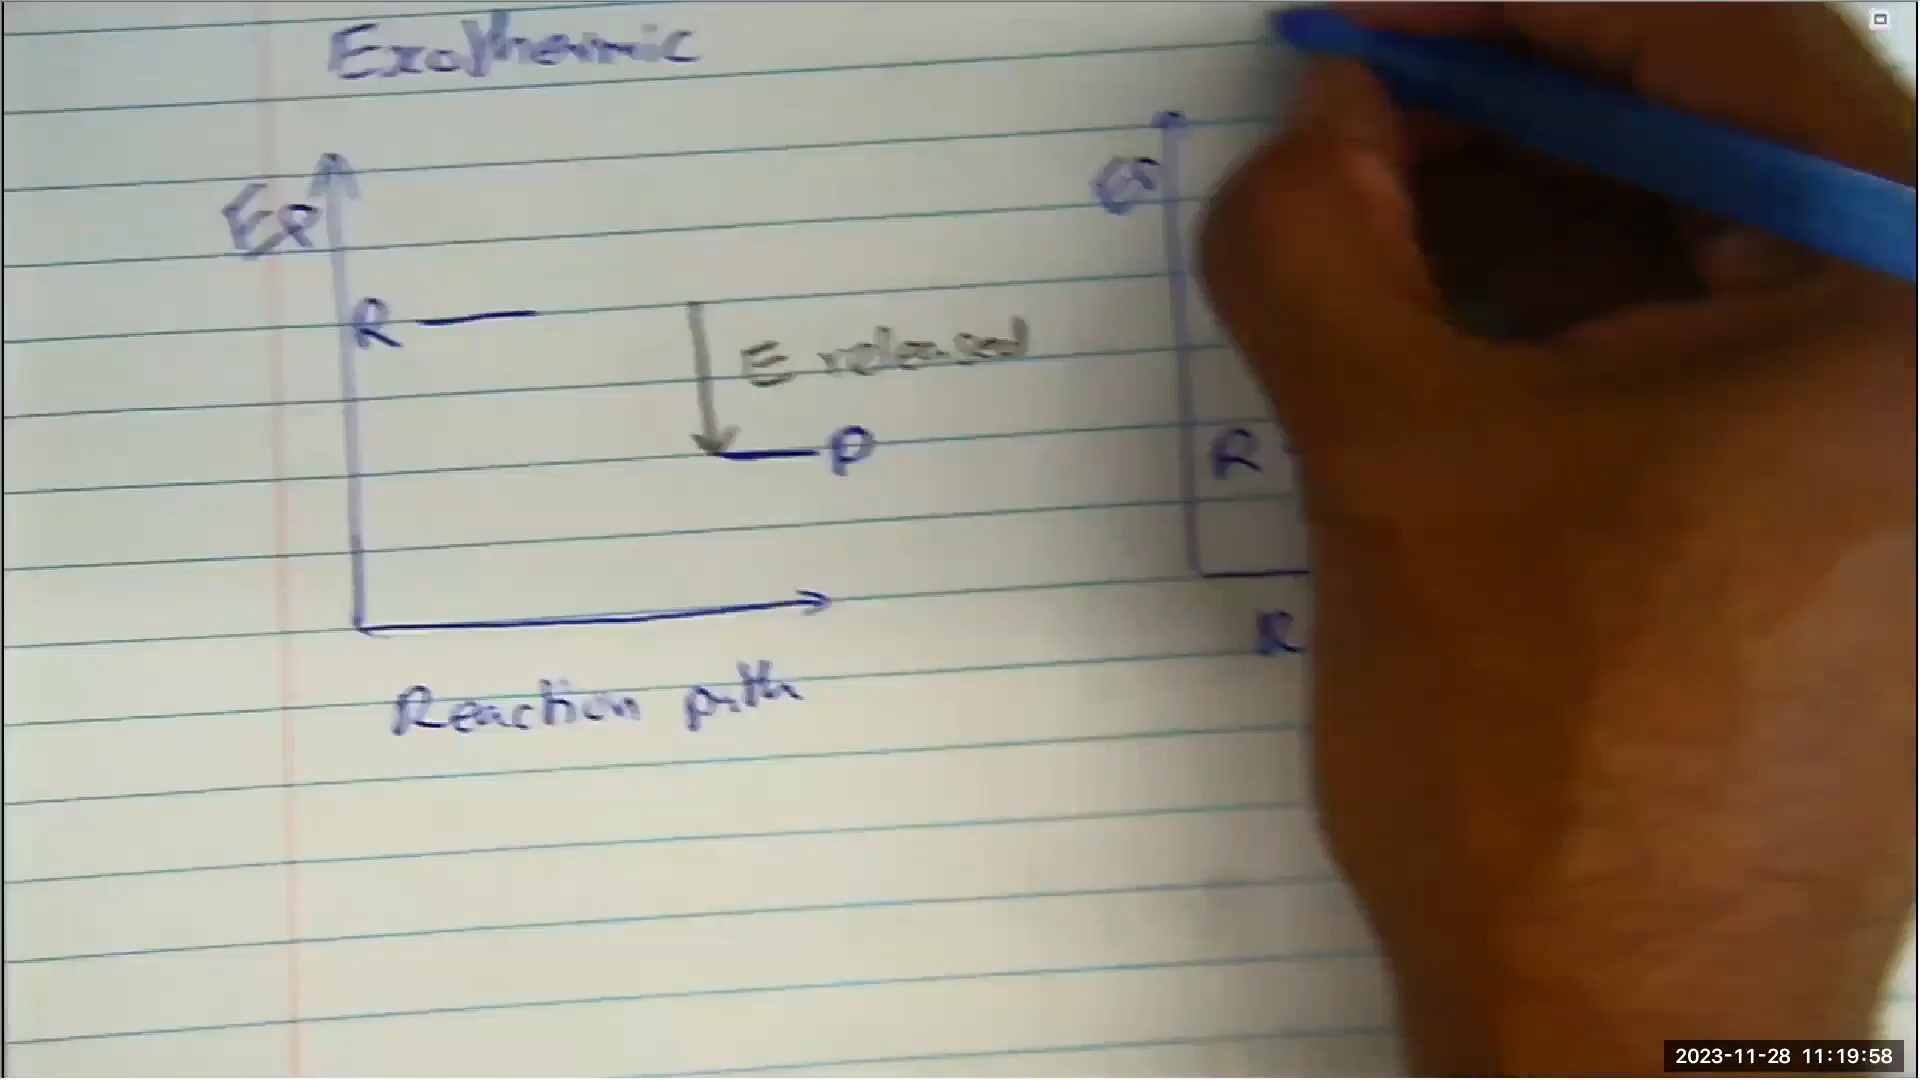 Exothermic
Ep
Ep
R
E released
P
R
Reaction path
R
2023-11-28 11:19:58